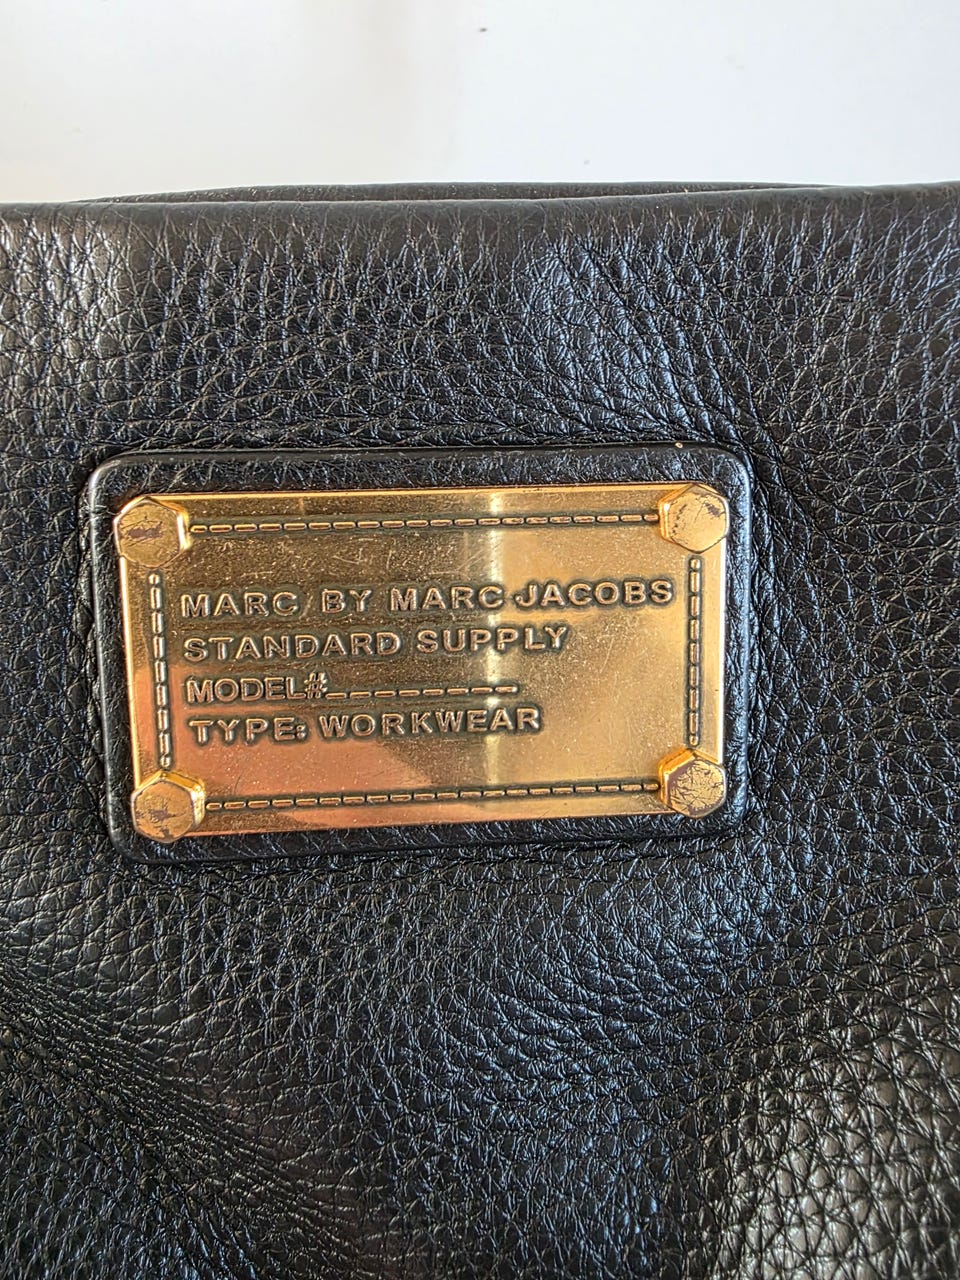 MARC BY MARC JACOBS
STANDARD SUPPLY
MODEL#_________
TYPE: WORKWEAR